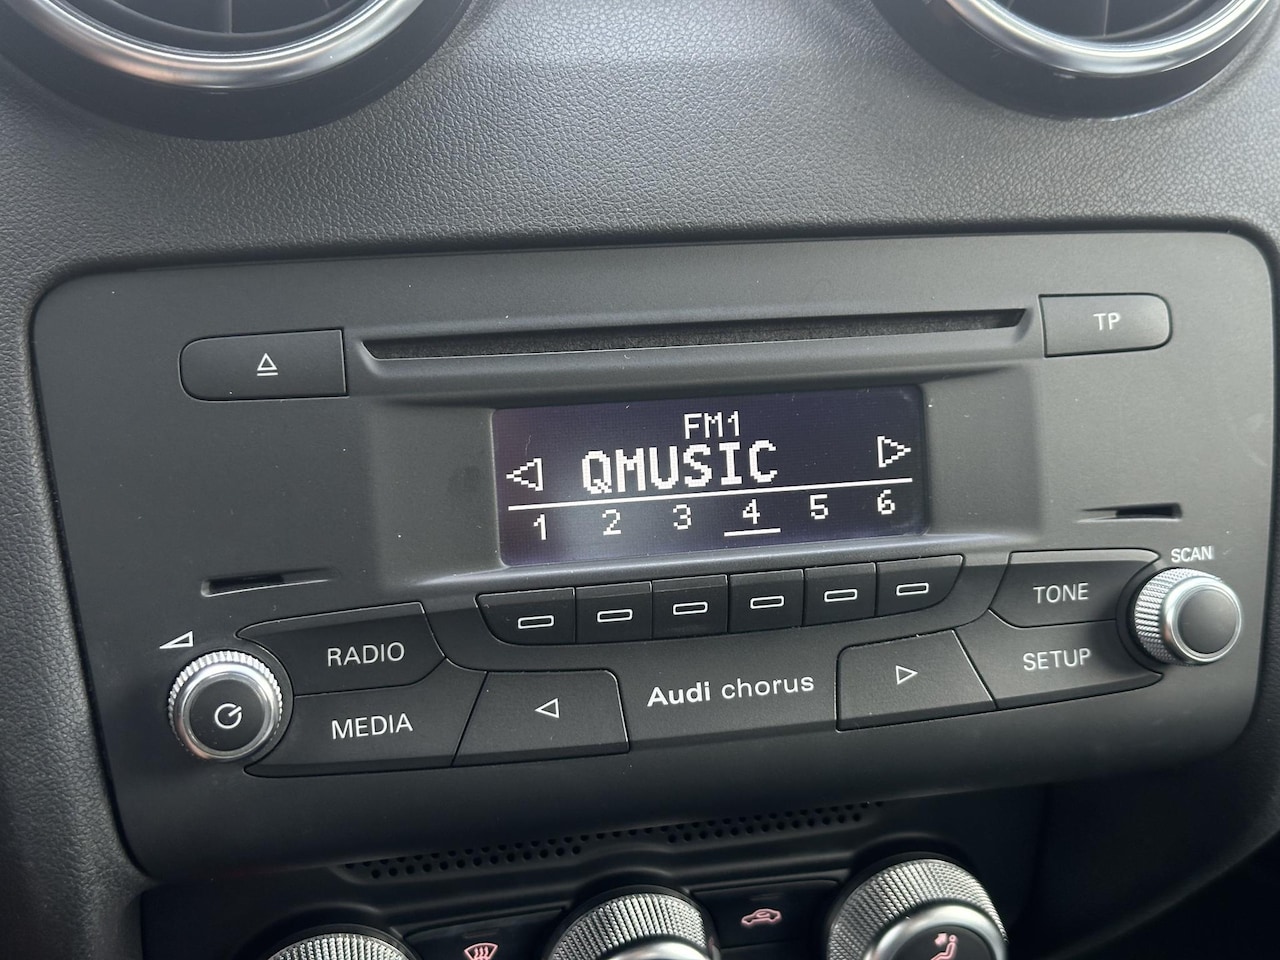 TP
FM1
QMUSIC
1 2 3 4 5 6
SCAN
RADIO
TONE
MEDIA
Audi chorus
SETUP